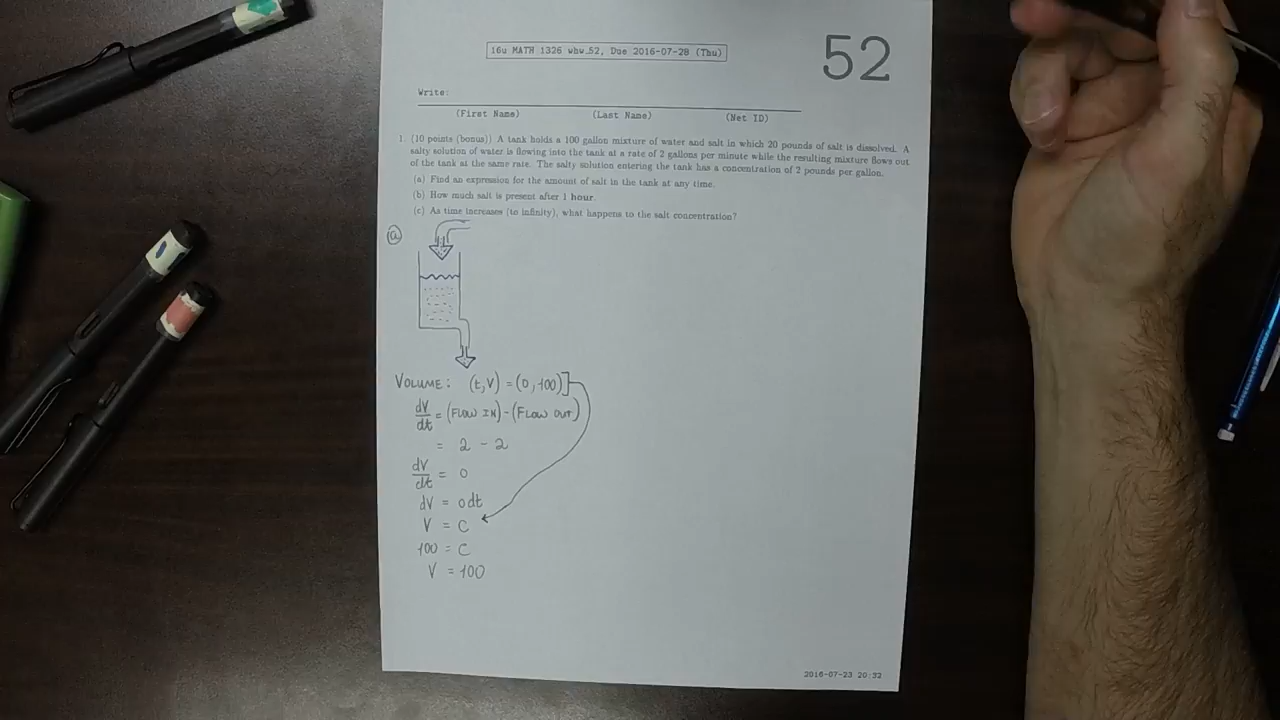 16u MATH 1326 whw_52, Due 2016-07-28 (Thu)
52
Write:
(First Name) (Last Name) (Net ID)
1. (10 points (bonus)) A tank holds a 100 gallon mixture of water and salt in which 20 pounds of salt is dissolved. A
salty solution of water is flowing into the tank at a rate of 2 gallons per minute while the resulting mixture flows out
of the tank at the same rate. The salty solution entering the tank has a concentration of 2 pounds per gallon.
(a) Find an expression for the amount of salt in the tank at any time.
(b) How much salt is present after 1 hour.
(c) As time increases (to infinity), what happens to the salt concentration?
a
VOLUME: (t,V) = (0,100)]
dV/dt = (FLOW IN) - (FLOW OUT)
= 2 - 2
dV/dt = 0
dV = 0dt
V = C
100 = C
V = 100
2016-07-23 20:32